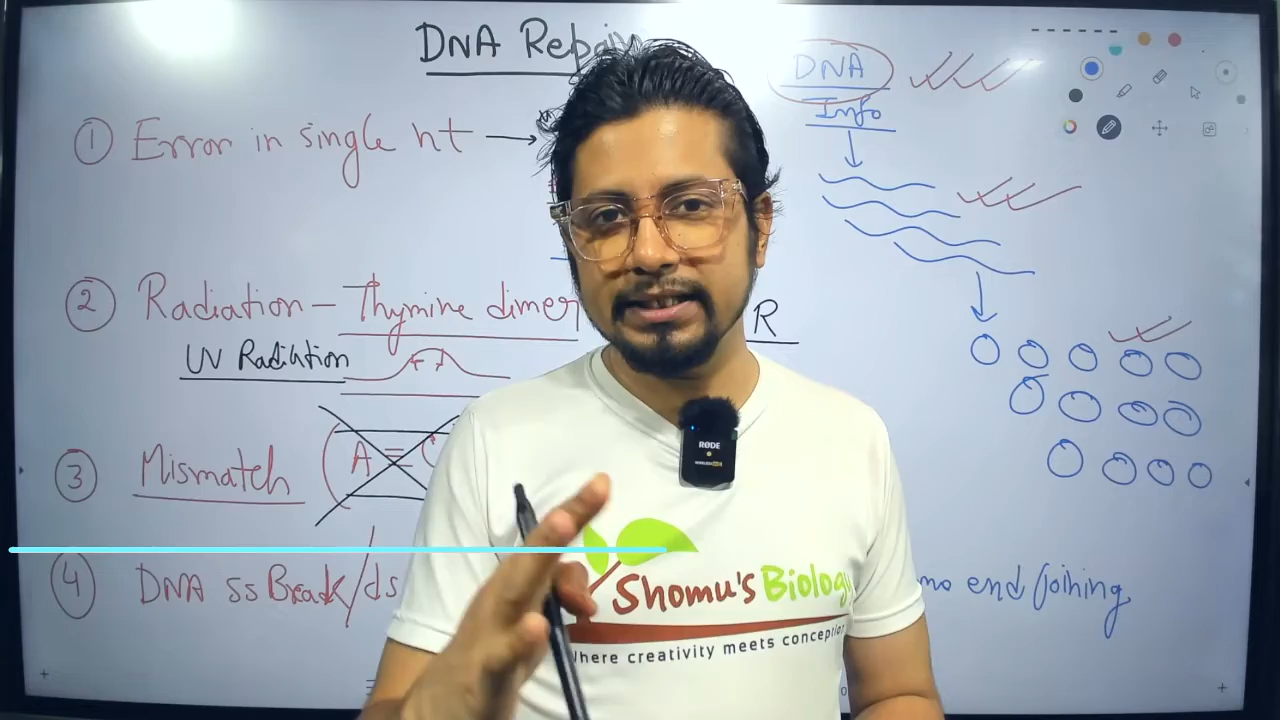 DNA Repair
DNA
Info
① Error in single nt →
② Radiation – Thymine dimer
R
UV Radiation
③ Mismatch
A =
④ DNA ss Break/ds
end/joining
RØDE
Shomu's Biology
Where creativity meets conception